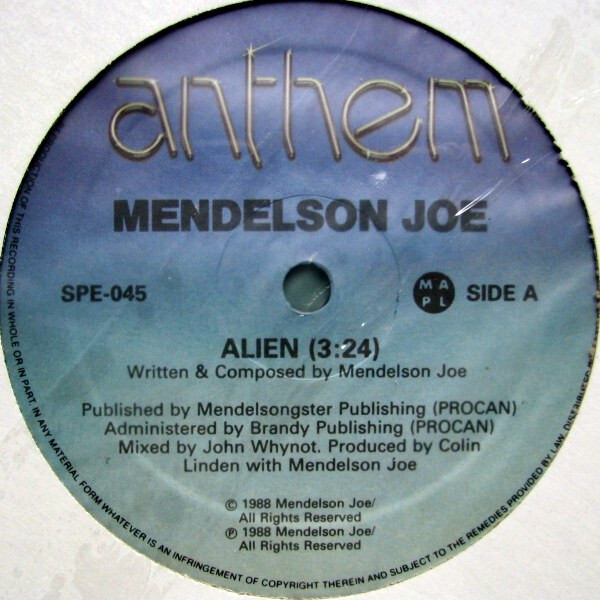 anthem
MENDELSON JOE
SPE-045
M A
P L
SIDE A
ALIEN (3:24)
Written & Composed by Mendelson Joe
Published by Mendelsongster Publishing (PROCAN)
Administered by Brandy Publishing (PROCAN)
Mixed by John Whynot. Produced by Colin
Linden with Mendelson Joe
© 1988 Mendelson Joe/
All Rights Reserved
℗ 1988 Mendelson Joe/
All Rights Reserved
OF THIS RECORDING IN WHOLE OR IN PART, IN ANY MATERIAL FORM WHATEVER IS AN INFRINGEMENT OF COPYRIGHT THEREIN AND SUBJECT TO THE REMEDIES PROVIDED BY LAW.